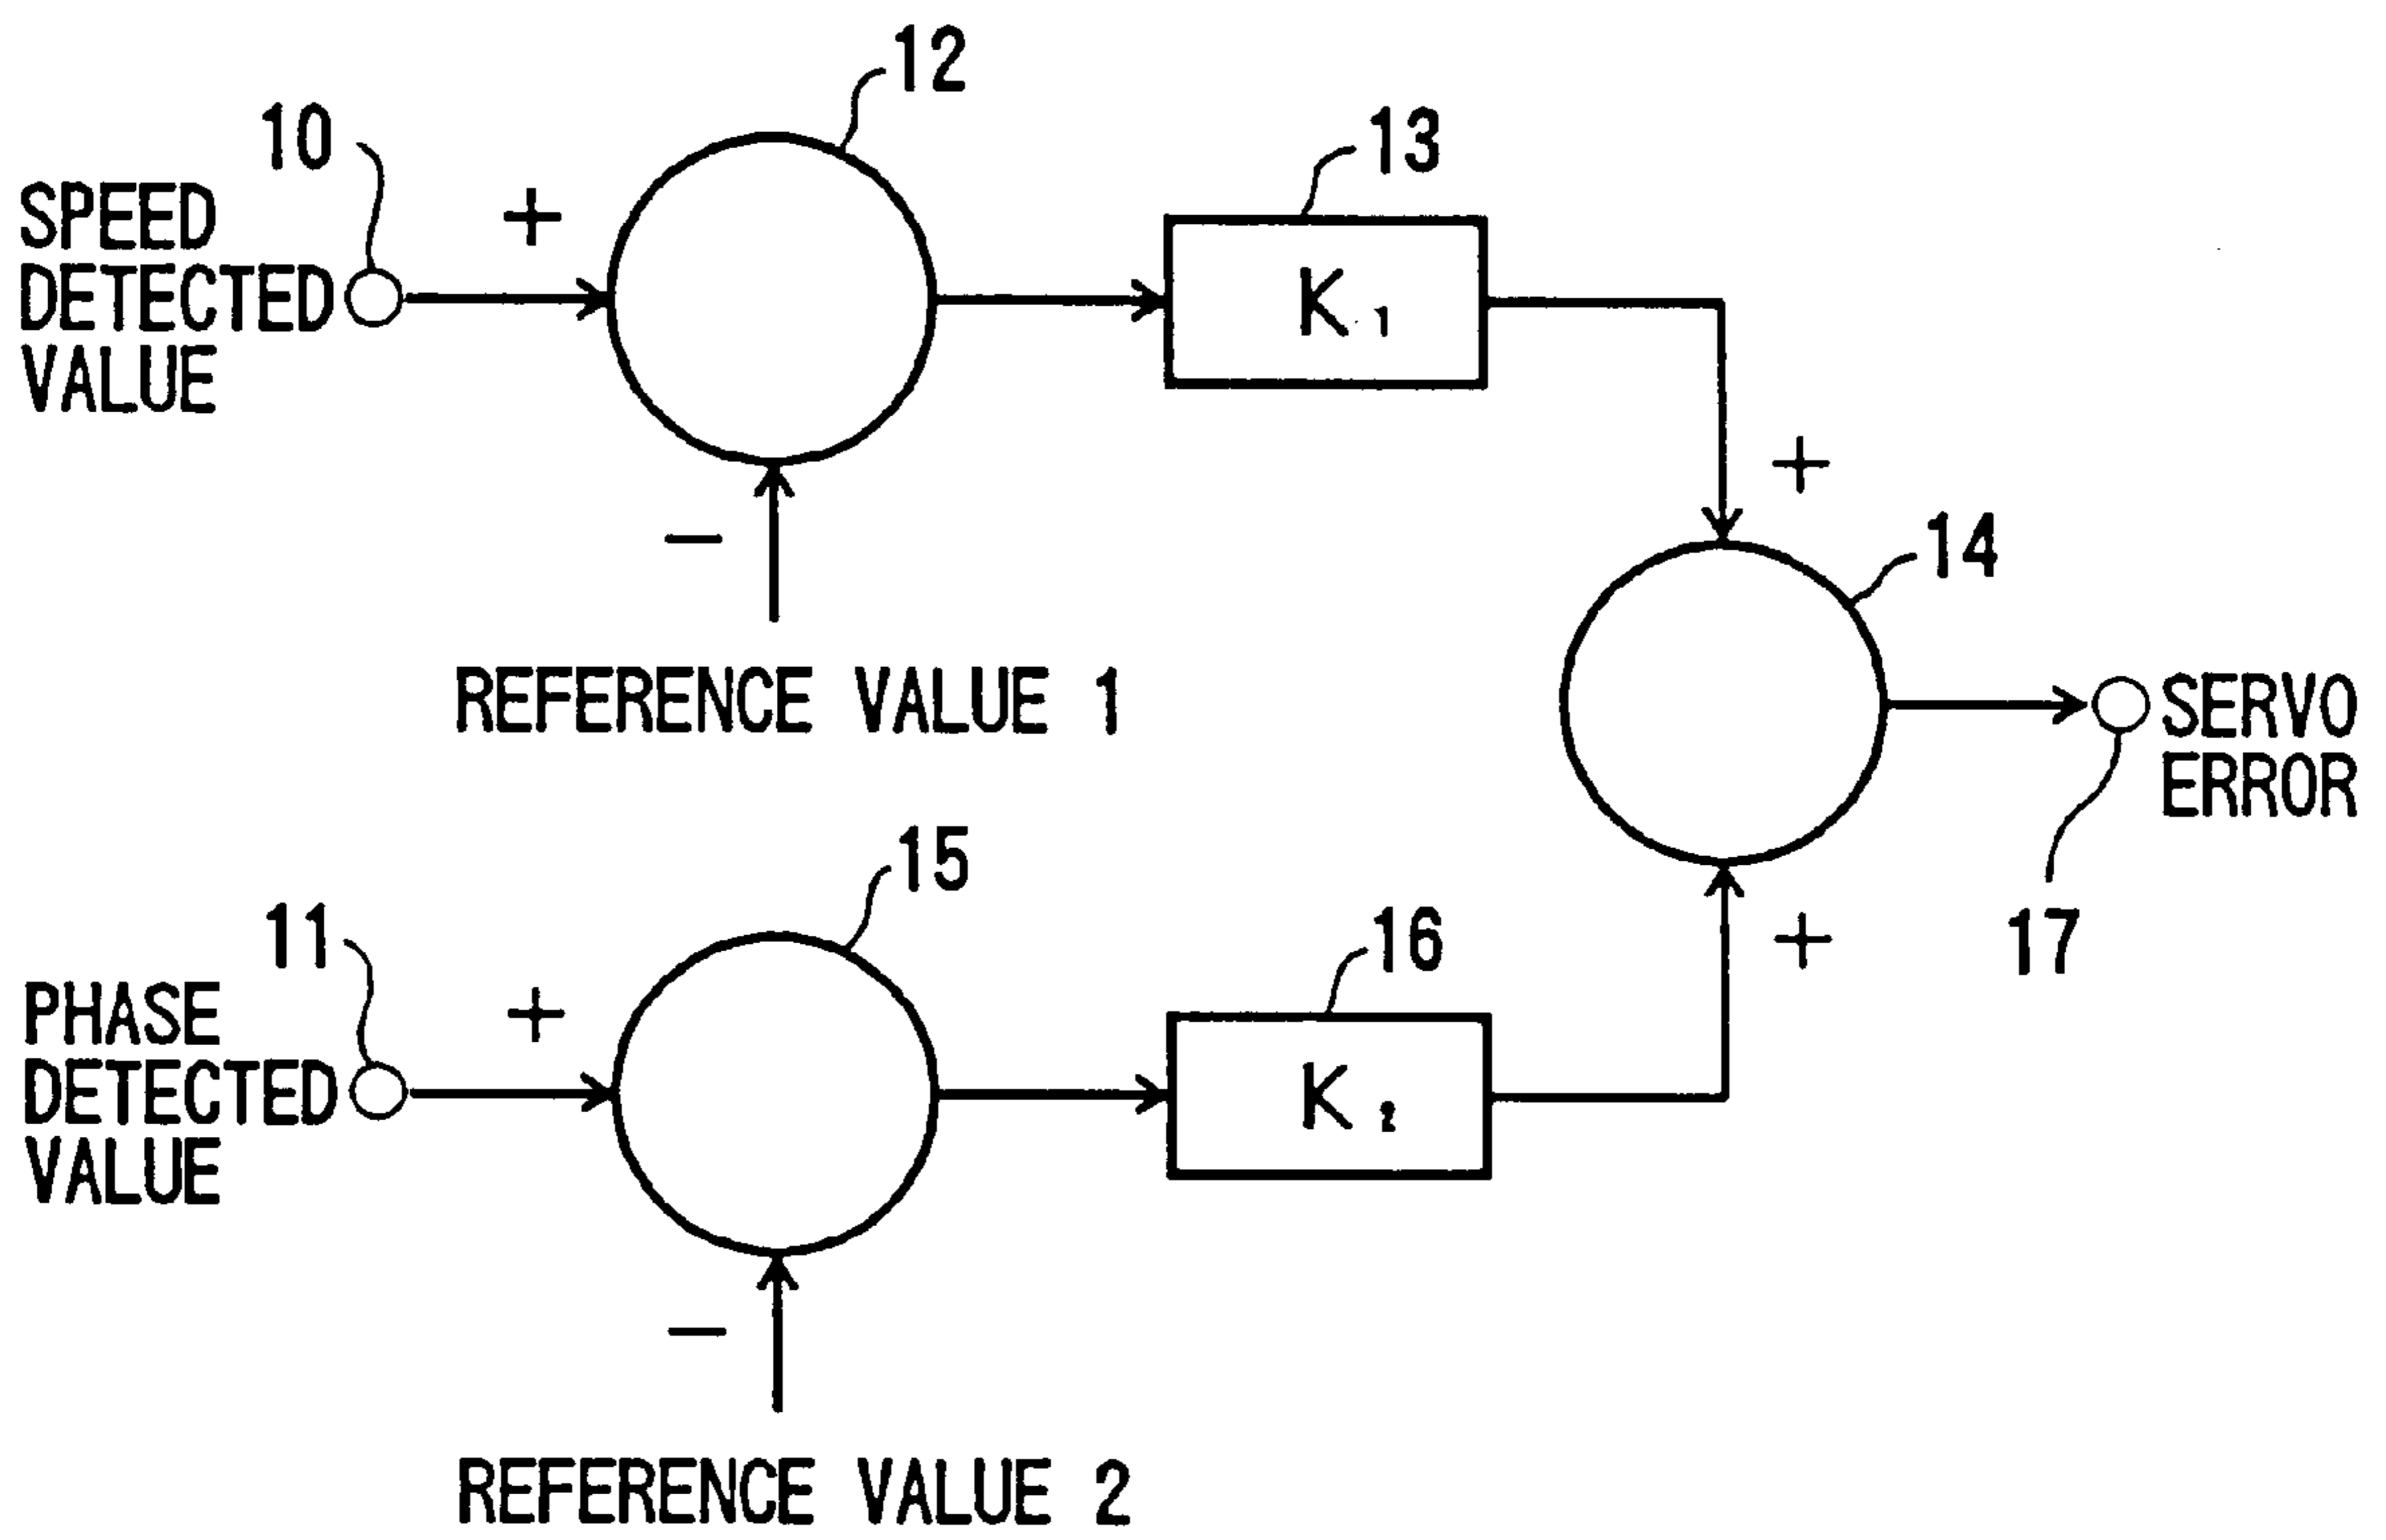 12
10
13
SPEED
DETECTED
VALUE
+
K₁
+
−
14
REFERENCE VALUE 1
SERVO
ERROR
15
11
16
17
PHASE
DETECTED
VALUE
+
K₂
+
−
REFERENCE VALUE 2